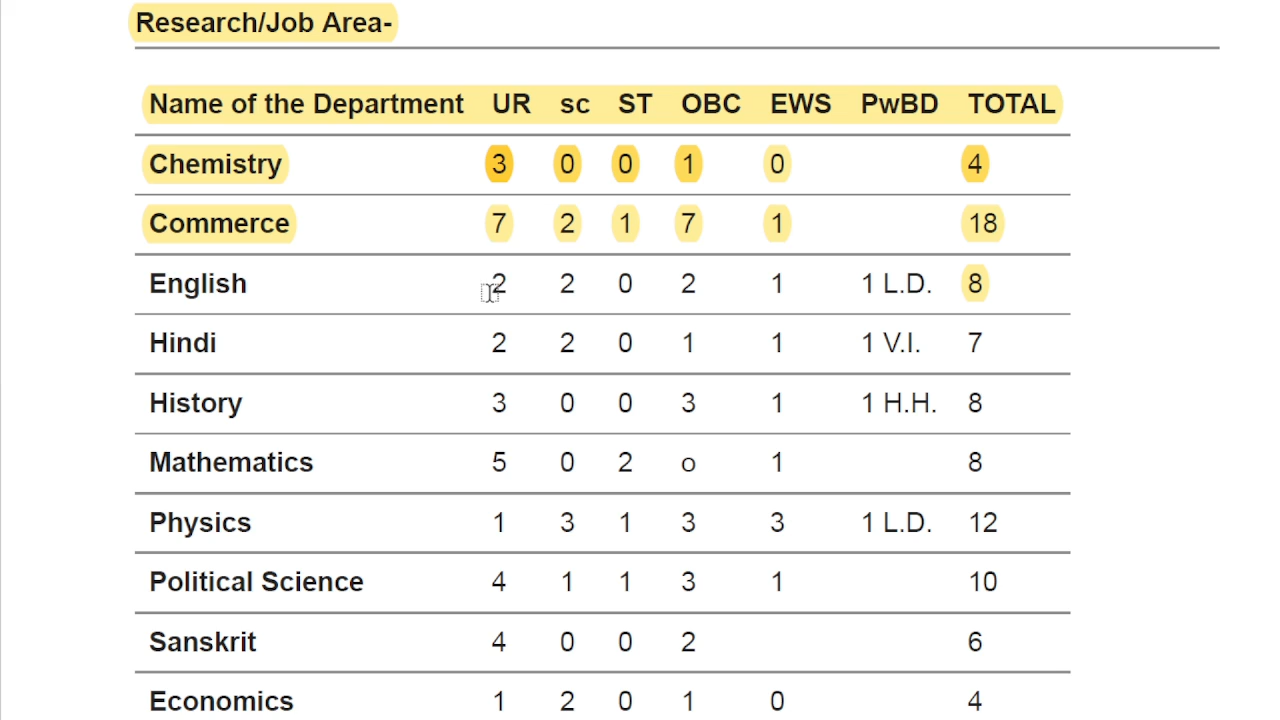 Research/Job Area-
Name of the Department UR sc ST OBC EWS PwBD TOTAL
Chemistry 3 0 0 1 0 4
Commerce 7 2 1 7 1 18
English 2 2 0 2 1 1 L.D. 8
Hindi 2 2 0 1 1 1 V.I. 7
History 3 0 0 3 1 1 H.H. 8
Mathematics 5 0 2 o 1 8
Physics 1 3 1 3 3 1 L.D. 12
Political Science 4 1 1 3 1 10
Sanskrit 4 0 0 2 6
Economics 1 2 0 1 0 4